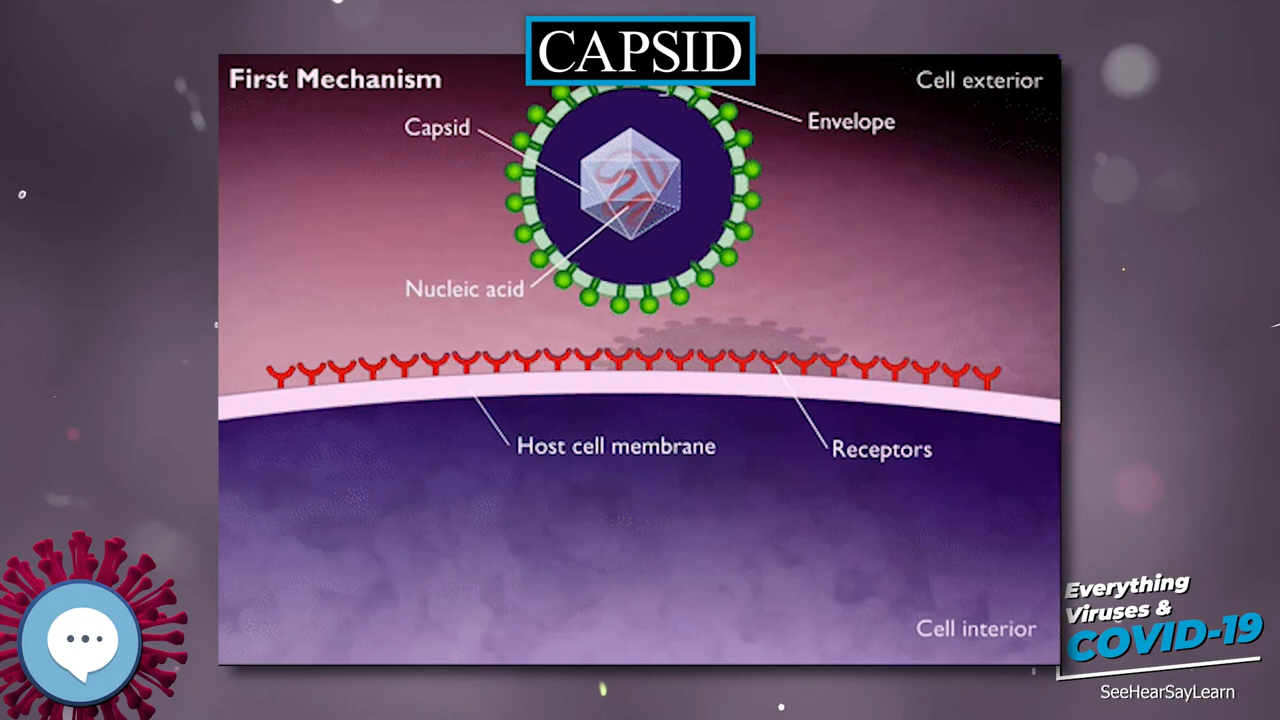 CAPSID
First Mechanism
Cell exterior
Capsid
Envelope
Nucleic acid
Host cell membrane
Receptors
Cell interior
Everything
Viruses &
COVID-19
SeeHearSayLearn